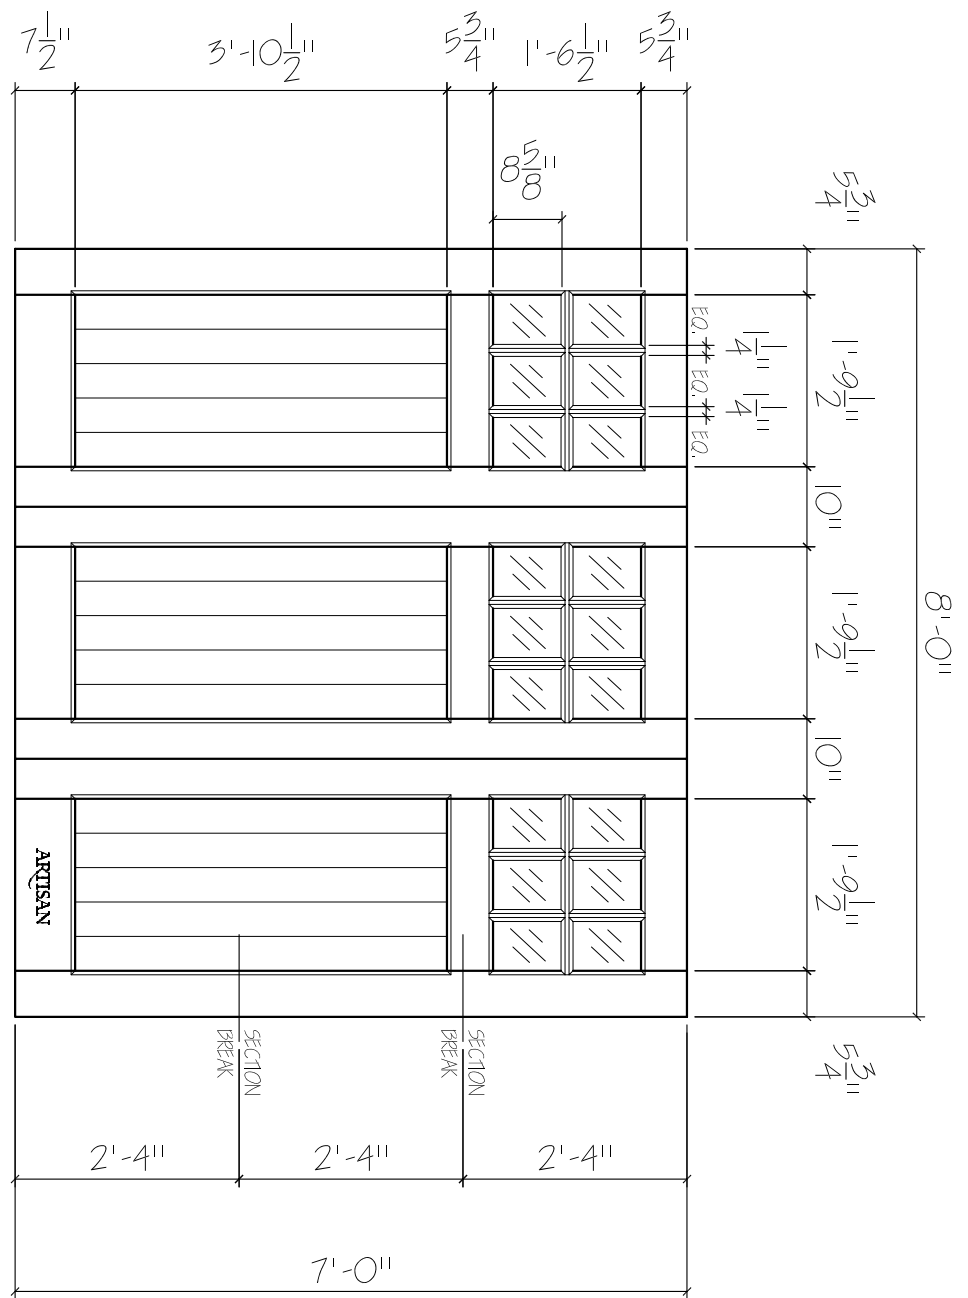 7 1/2"
3'-10 1/2"
5 3/4"
1'-6 1/2"
5 3/4"
8 5/8"
5 3/4"
1'-9 1/2"
10"
1'-9 1/2"
10"
1'-9 1/2"
5 3/4"
8'-0"
EQ.
1 1/4"
EQ.
1 1/4"
EQ.
ARTISAN
SECTION
BREAK
SECTION
BREAK
2'-4"
2'-4"
2'-4"
7'-0"